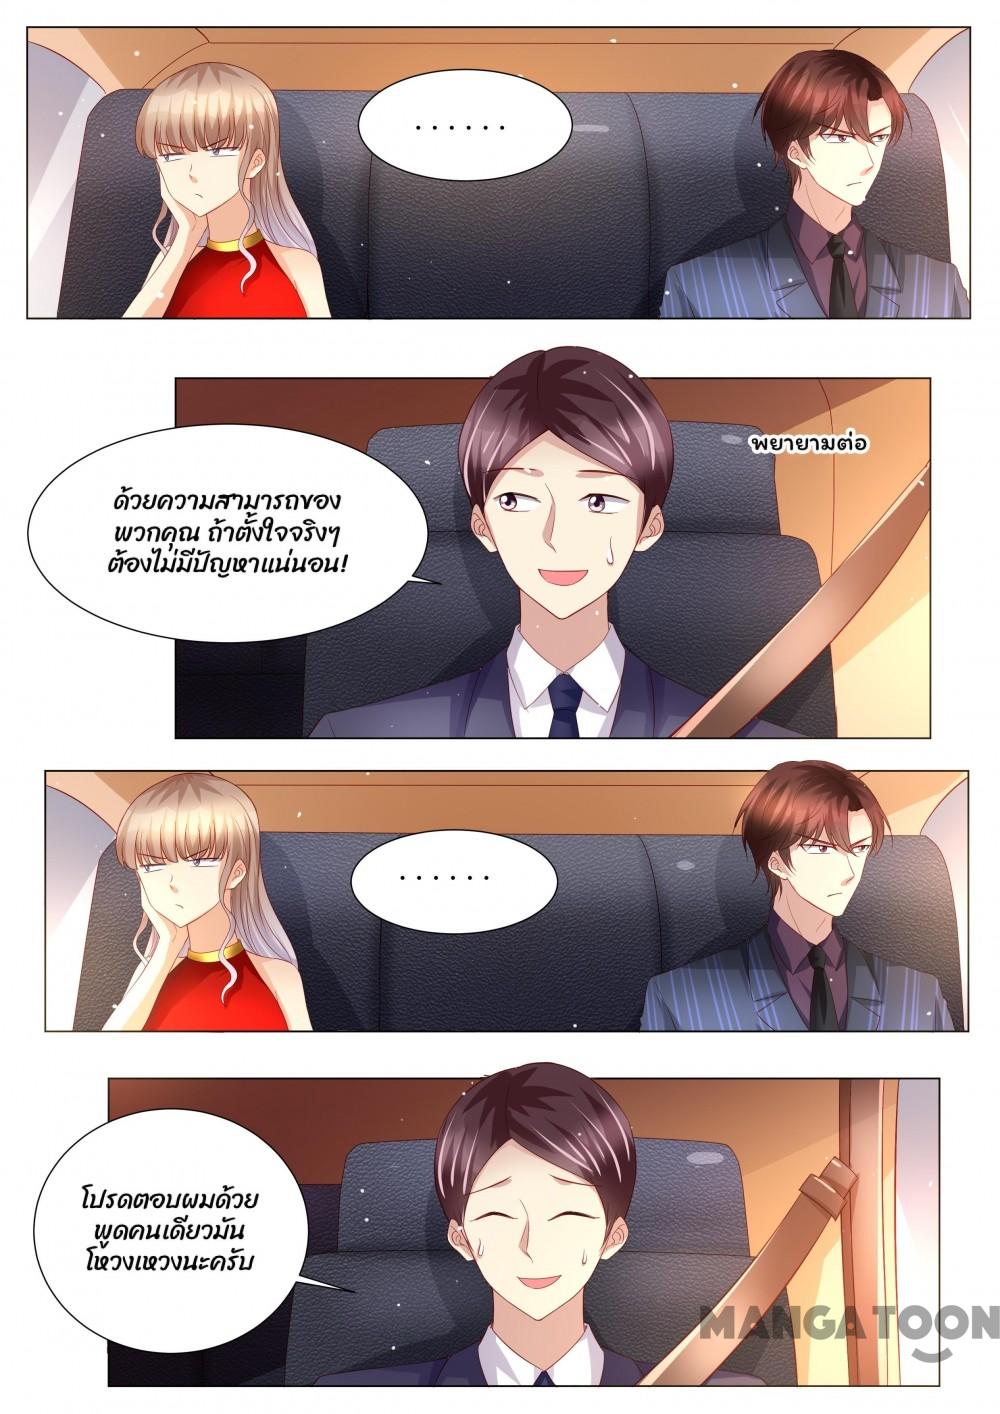 ......
พยายามต่อ
ด้วยความสามารถของ
พวกคุณ ถ้าตั้งใจจริงๆ
ต้องไม่มีปัญหาแน่นอน!
......
โปรดตอบผมด้วย
พูดคนเดียวมัน
โหวงเหวงนะครับ
MANGATOON